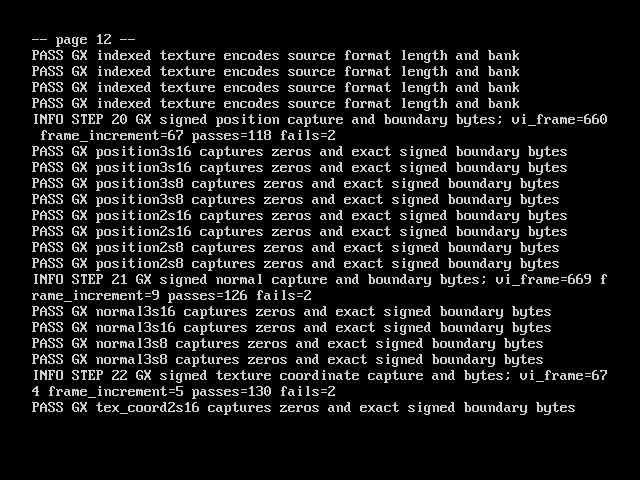 -- page 12 --
PASS GX indexed texture encodes source format length and bank
PASS GX indexed texture encodes source format length and bank
PASS GX indexed texture encodes source format length and bank
PASS GX indexed texture encodes source format length and bank
INFO STEP 20 GX signed position capture and boundary bytes; vi_frame=660
frame_increment=67 passes=118 fails=2
PASS GX position3s16 captures zeros and exact signed boundary bytes
PASS GX position3s16 captures zeros and exact signed boundary bytes
PASS GX position3s8 captures zeros and exact signed boundary bytes
PASS GX position3s8 captures zeros and exact signed boundary bytes
PASS GX position2s16 captures zeros and exact signed boundary bytes
PASS GX position2s16 captures zeros and exact signed boundary bytes
PASS GX position2s8 captures zeros and exact signed boundary bytes
PASS GX position2s8 captures zeros and exact signed boundary bytes
INFO STEP 21 GX signed normal capture and boundary bytes; vi_frame=669 f
rame_increment=9 passes=126 fails=2
PASS GX normal3s16 captures zeros and exact signed boundary bytes
PASS GX normal3s16 captures zeros and exact signed boundary bytes
PASS GX normal3s8 captures zeros and exact signed boundary bytes
PASS GX normal3s8 captures zeros and exact signed boundary bytes
INFO STEP 22 GX signed texture coordinate capture and bytes; vi_frame=67
4 frame_increment=5 passes=130 fails=2
PASS GX tex_coord2s16 captures zeros and exact signed boundary bytes